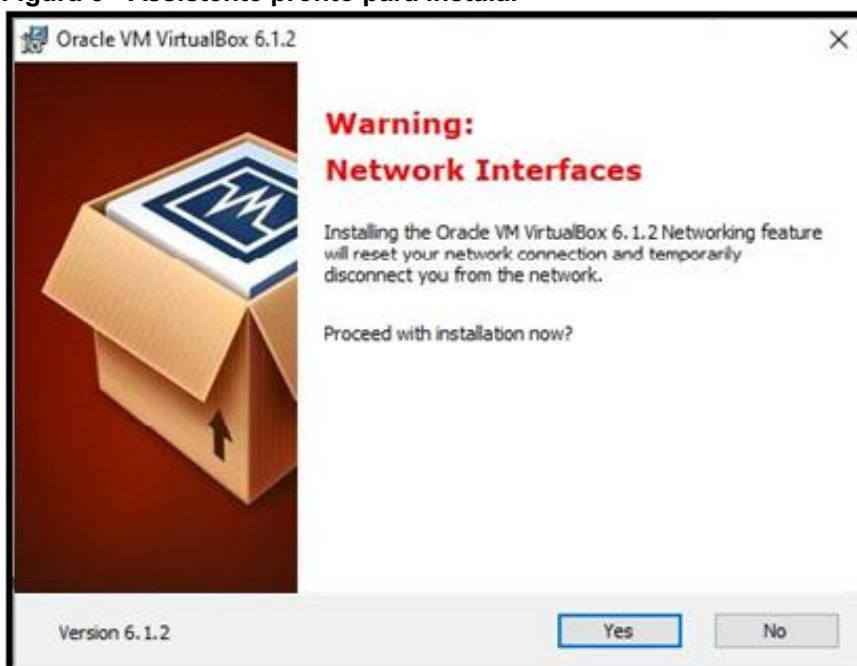 Oracle VM VirtualBox 6.1.2
Warning:
Network Interfaces
Installing the Oracle VM VirtualBox 6.1.2 Networking feature
will reset your network connection and temporarily
disconnect you from the network.
Proceed with installation now?
Version 6.1.2
Yes
No